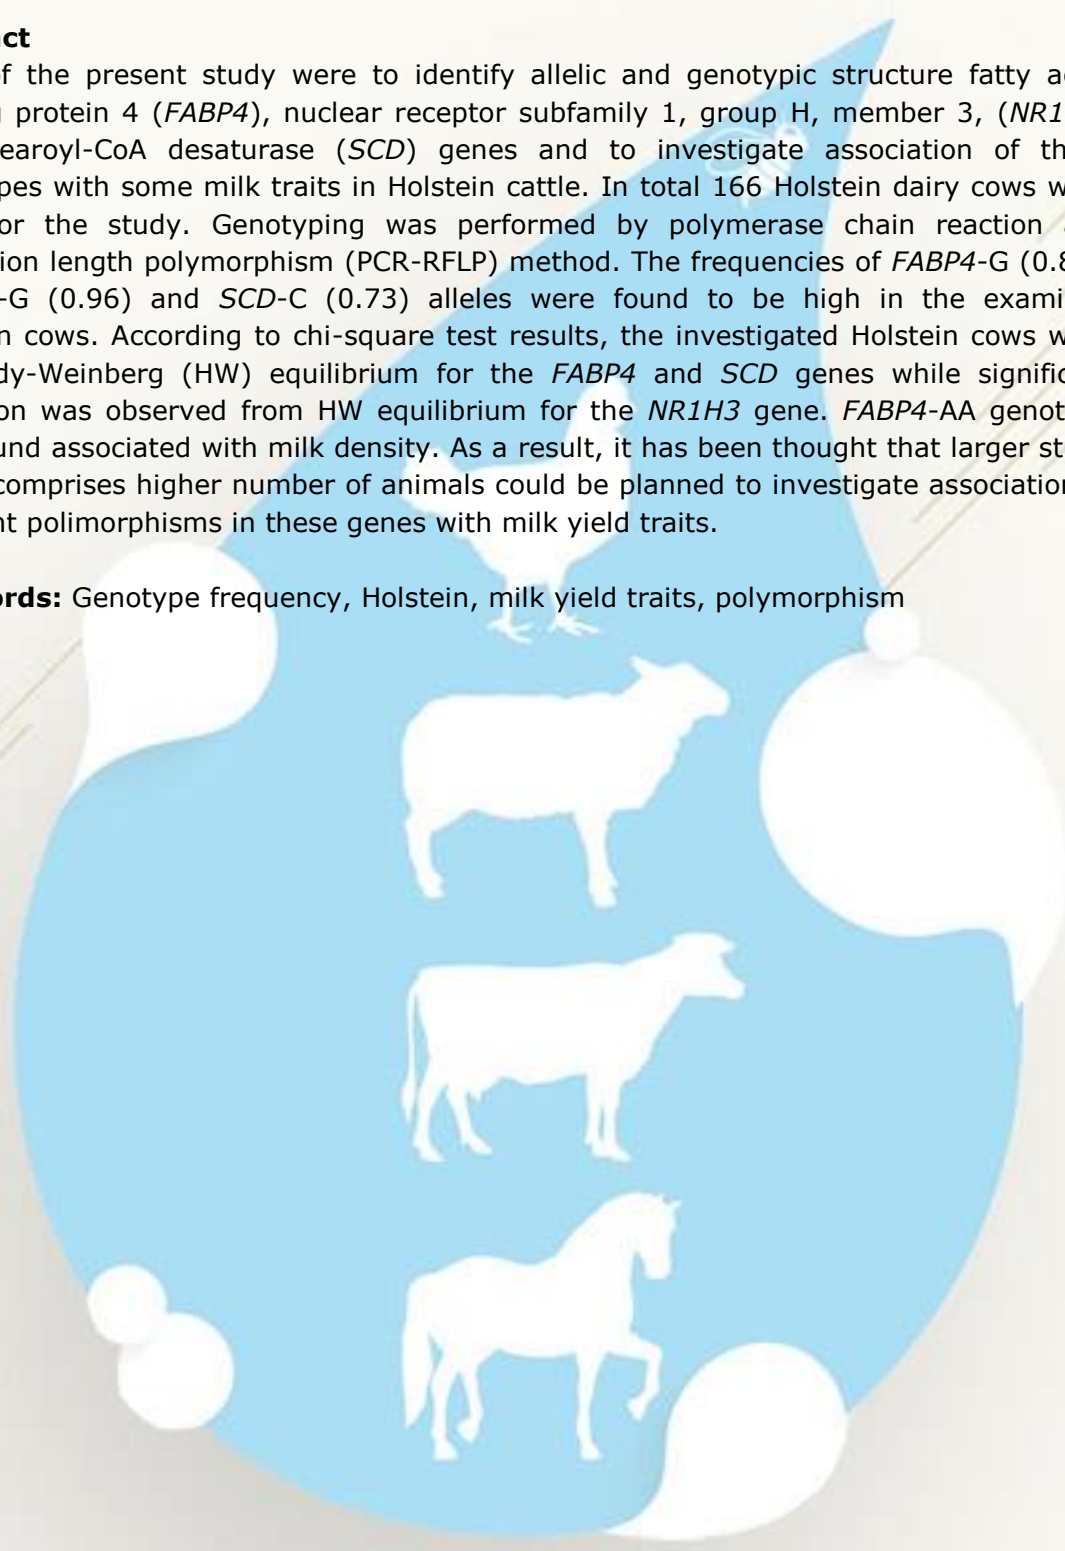 ct
f the present study were to identify allelic and genotypic structure fatty a
protein 4 (FABP4), nuclear receptor subfamily 1, group H, member 3, (NR1
earoyl-CoA desaturase (SCD) genes and to investigate association of th
pes with some milk traits in Holstein cattle. In total 166 Holstein dairy cows w
or the study. Genotyping was performed by polymerase chain reaction
ion length polymorphism (PCR-RFLP) method. The frequencies of FABP4-G (0.8
-G (0.96) and SCD-C (0.73) alleles were found to be high in the exami
n cows. According to chi-square test results, the investigated Holstein cows w
dy-Weinberg (HW) equilibrium for the FABP4 and SCD genes while signific
on was observed from HW equilibrium for the NR1H3 gene. FABP4-AA genot
und associated with milk density. As a result, it has been thought that larger st
comprises higher number of animals could be planned to investigate association
nt polimorphisms in these genes with milk yield traits.
ords: Genotype frequency, Holstein, milk yield traits, polymorphism